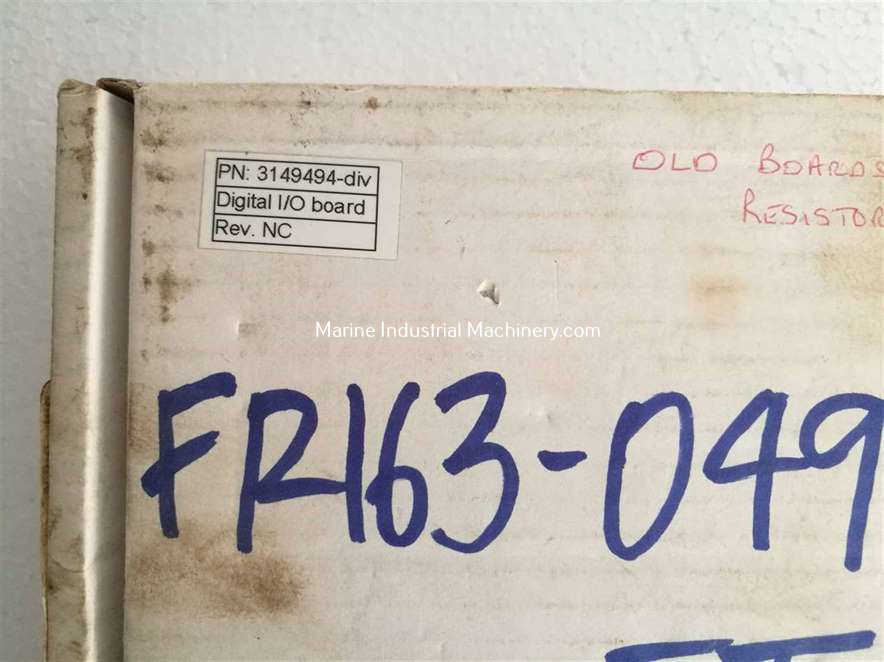 PN: 3149494-div
Digital I/O board
Rev. NC
OLD BOARDS
RESISTOR
Marine Industrial Machinery.com
FR163-049